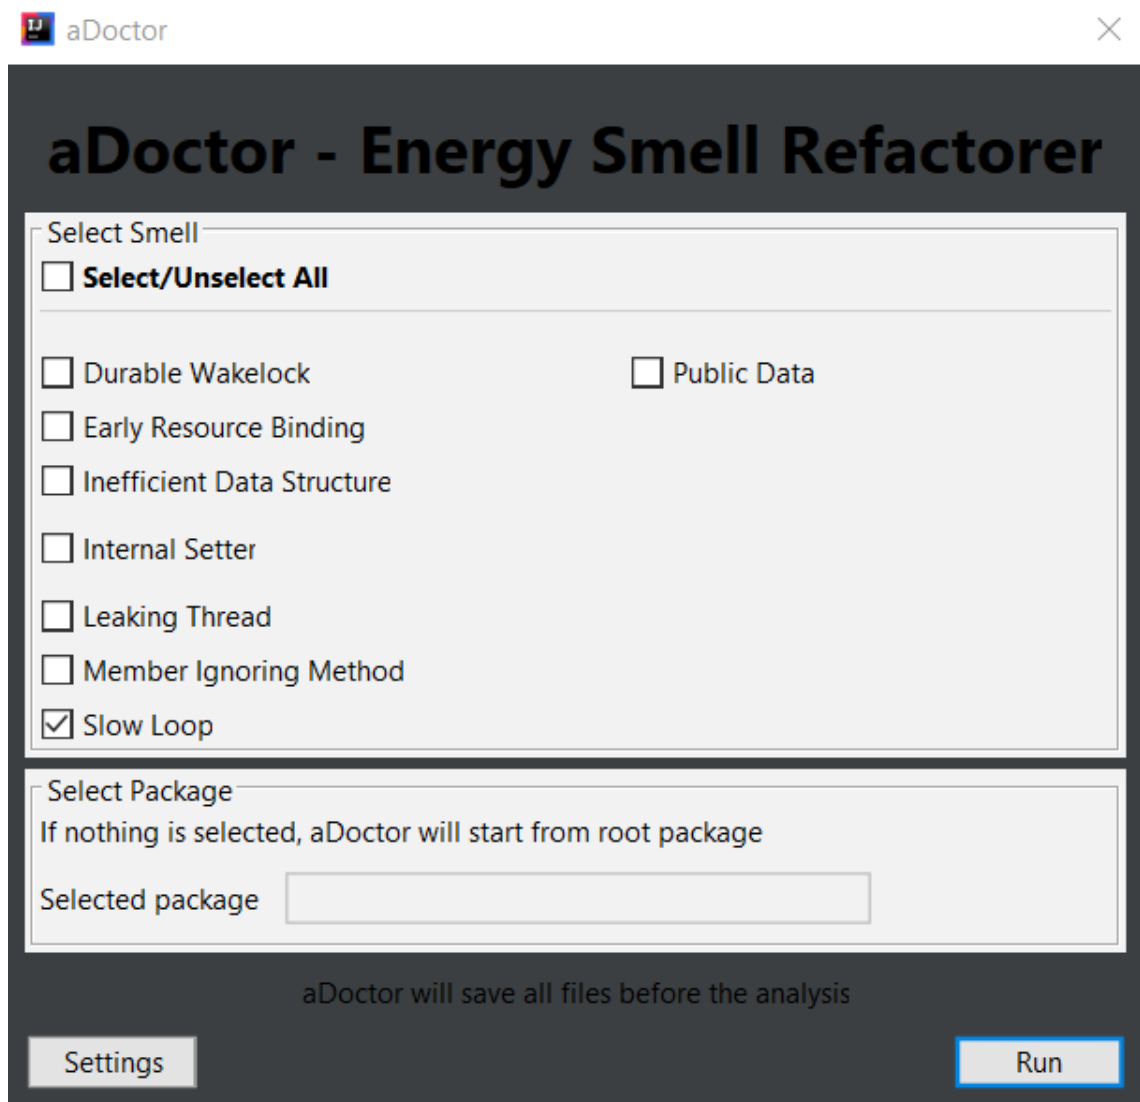 IJ
aDoctor
aDoctor - Energy Smell Refactorer
Select Smell
Select/Unselect All
Durable Wakelock
Public Data
Early Resource Binding
Inefficient Data Structure
Internal Setter
Leaking Thread
Member Ignoring Method
Slow Loop
Select Package
If nothing is selected, aDoctor will start from root package
Selected package
aDoctor will save all files before the analysis
Settings
Run